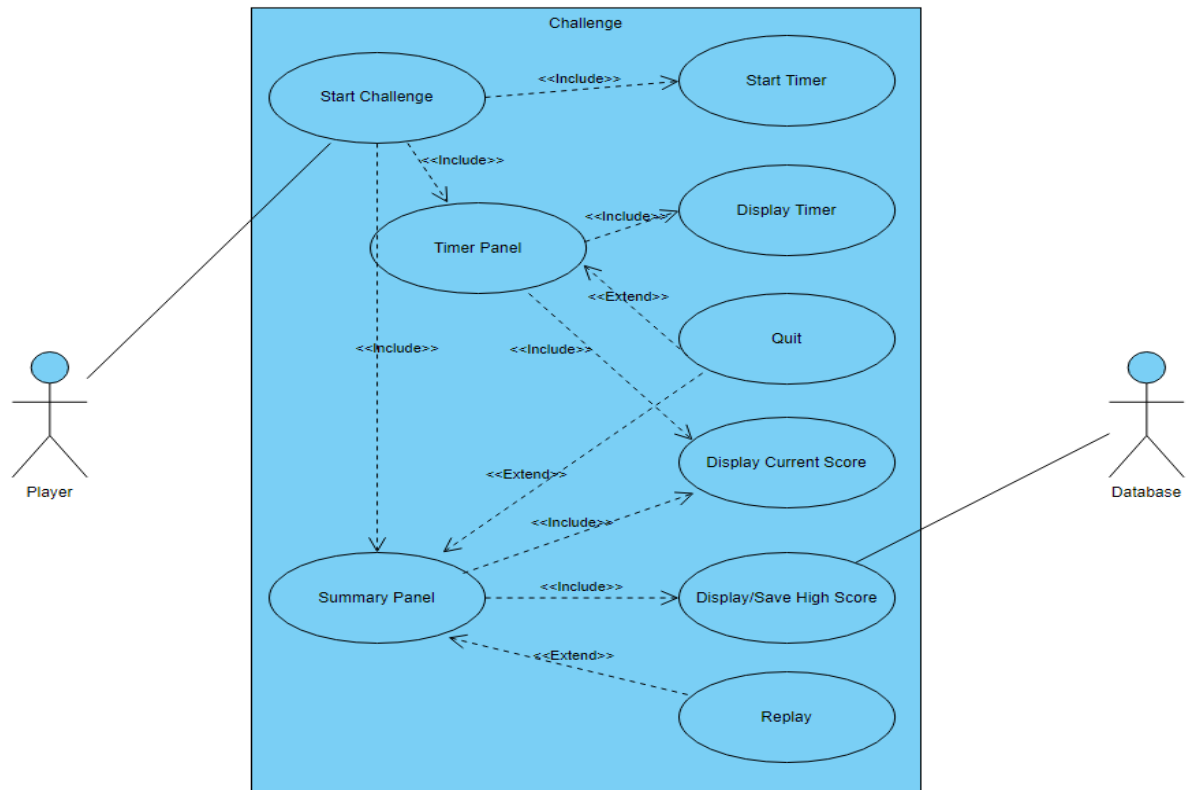 Challenge
Start Challenge
<<Include>>
Start Timer
<<Include>>
Timer Panel
<<Include>>
Display Timer
<<Extend>>
Quit
<<Include>>
<<Include>>
Player
Database
Display Current Score
<<Extend>>
<<Include>>
Summary Panel
<<Include>>
Display/Save High Score
<<Extend>>
Replay